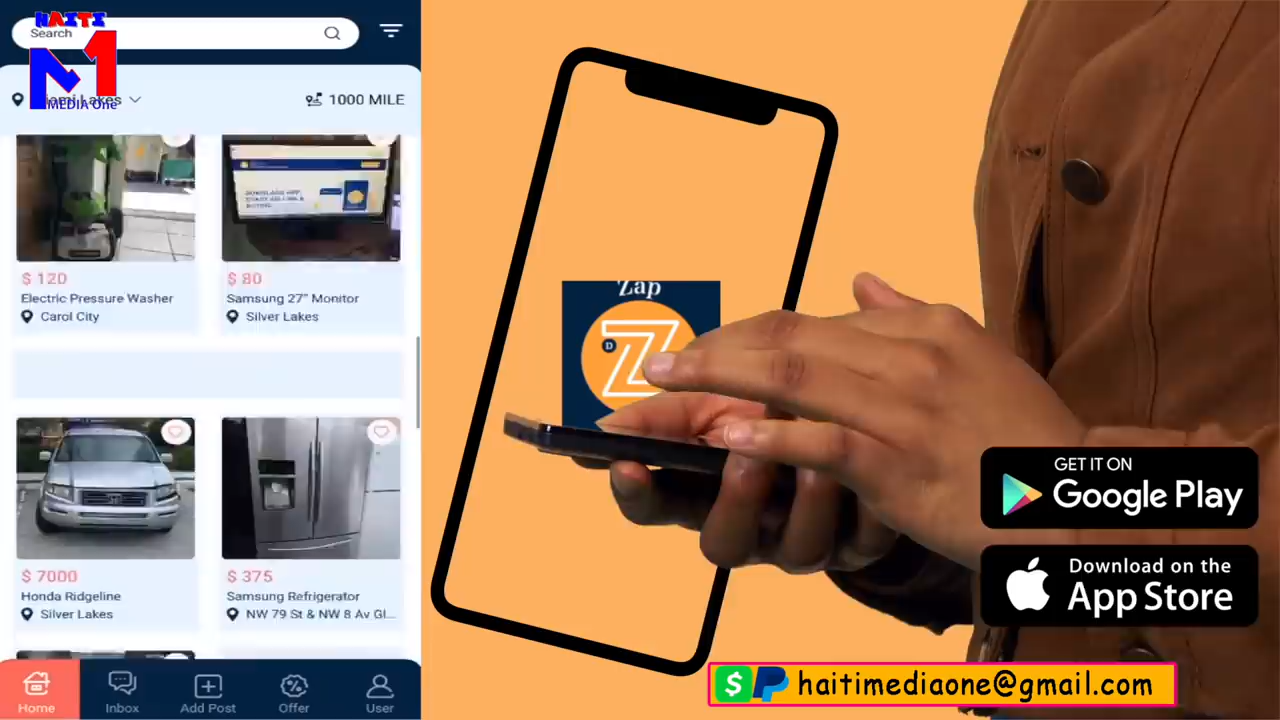 HAITI
Search
M1
MEDIA One
1000 MILE
$ 120
Electric Pressure Washer
Carol City
$ 80
Samsung 27" Monitor
Silver Lakes
$ 7000
Honda Ridgeline
Silver Lakes
$ 375
Samsung Refrigerator
NW 79 St & NW 8 Av Gl...
Home
Inbox
Add Post
Offer
User
Zap
Z
D
GET IT ON
Google Play
Download on the
App Store
$ P haitimediaone@gmail.com